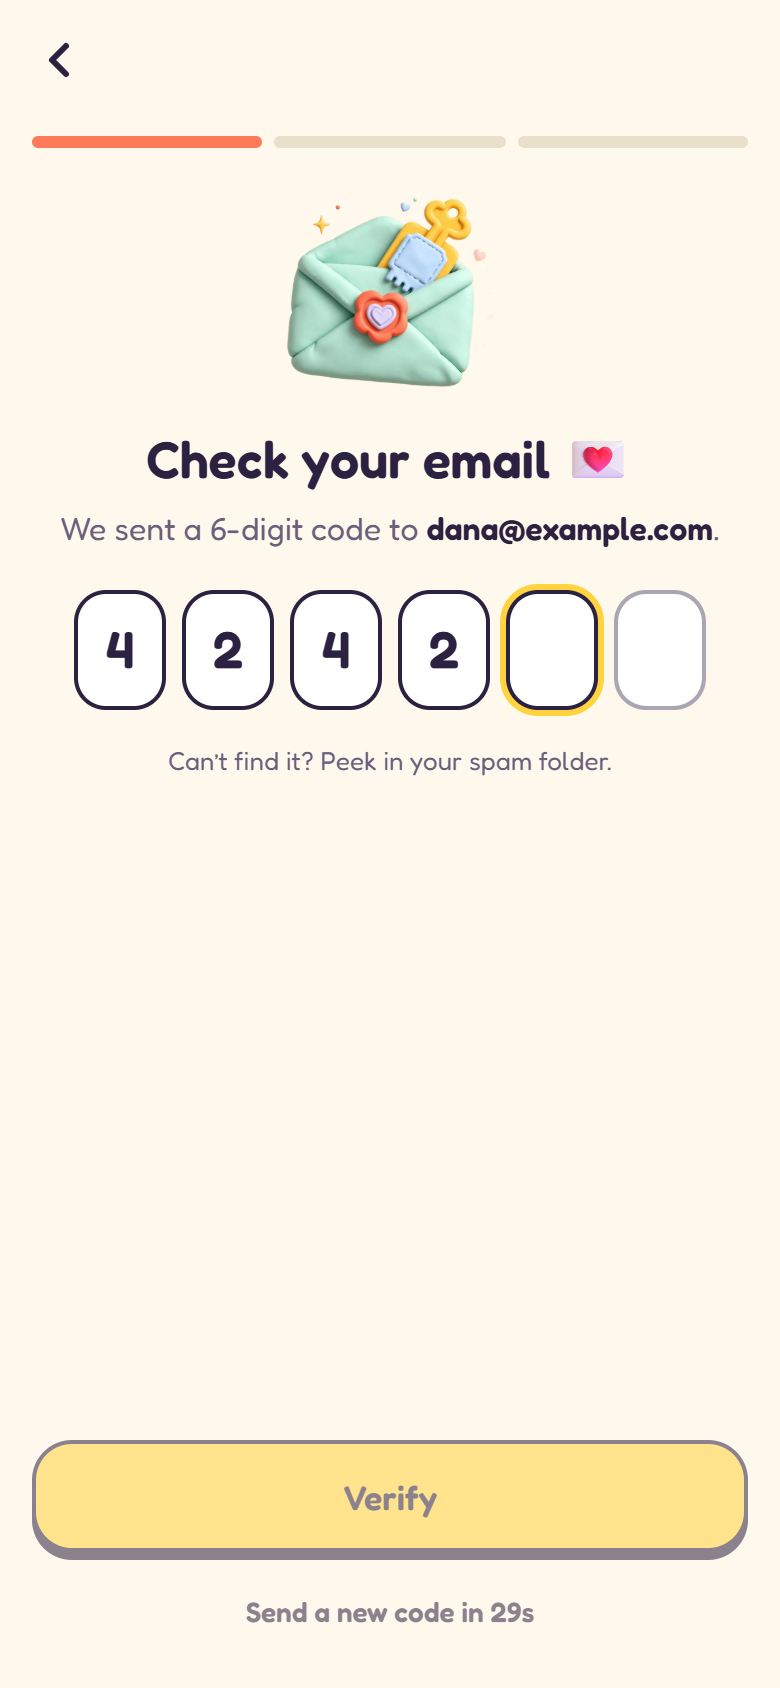 Check your email 💌
We sent a 6-digit code to dana@example.com.
4 2 4 2
Can't find it? Peek in your spam folder.
Verify
Send a new code in 29s